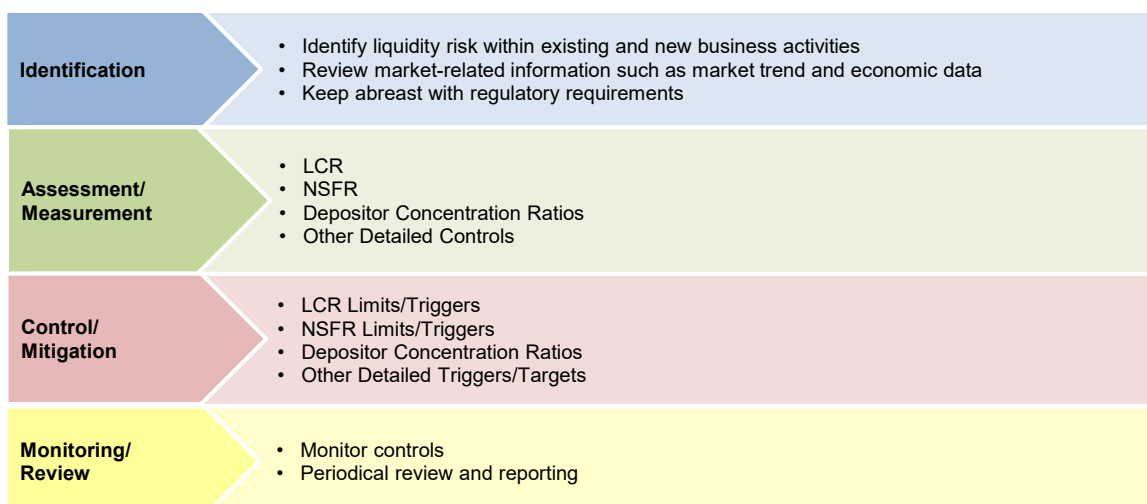 Identification
• Identify liquidity risk within existing and new business activities
• Review market-related information such as market trend and economic data
• Keep abreast with regulatory requirements
Assessment/
Measurement
• LCR
• NSFR
• Depositor Concentration Ratios
• Other Detailed Controls
Control/
Mitigation
• LCR Limits/Triggers
• NSFR Limits/Triggers
• Depositor Concentration Ratios
• Other Detailed Triggers/Targets
Monitoring/
Review
• Monitor controls
• Periodical review and reporting